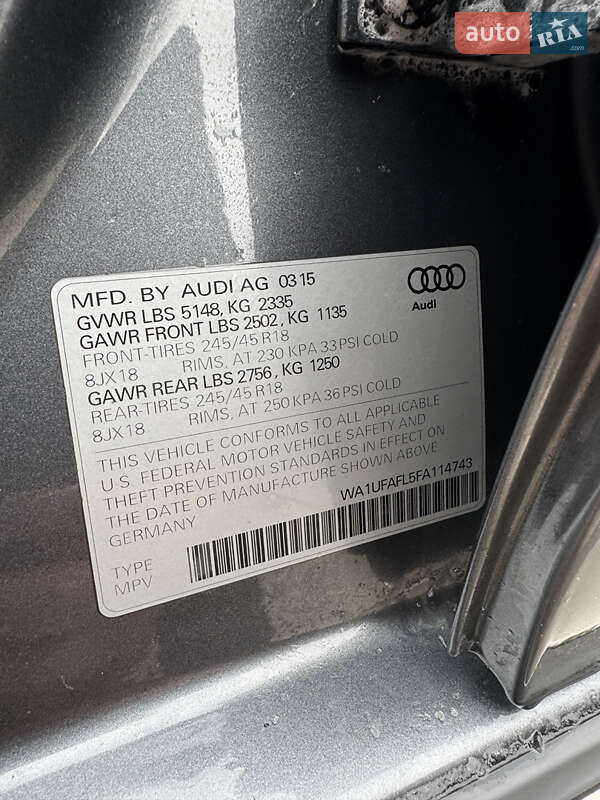 auto RIA
.com
Audi
MFD. BY AUDI AG 03 15
GVWR LBS 5148, KG 2335
GAWR FRONT LBS 2502, KG 1135
FRONT-TIRES 245/45 R18
8JX18 RIMS, AT 230 KPA 33PSI COLD
GAWR REAR LBS 2756, KG 1250
REAR-TIRES 245/45 R18
8JX18 RIMS, AT 250 KPA 36 PSI COLD
THIS VEHICLE CONFORMS TO ALL APPLICABLE
U.S. FEDERAL MOTOR VEHICLE SAFETY AND
THEFT PREVENTION STANDARDS IN EFFECT ON
THE DATE OF MANUFACTURE SHOWN ABOVE
GERMANY
WA1UFAFL5FA114743
TYPE
MPV